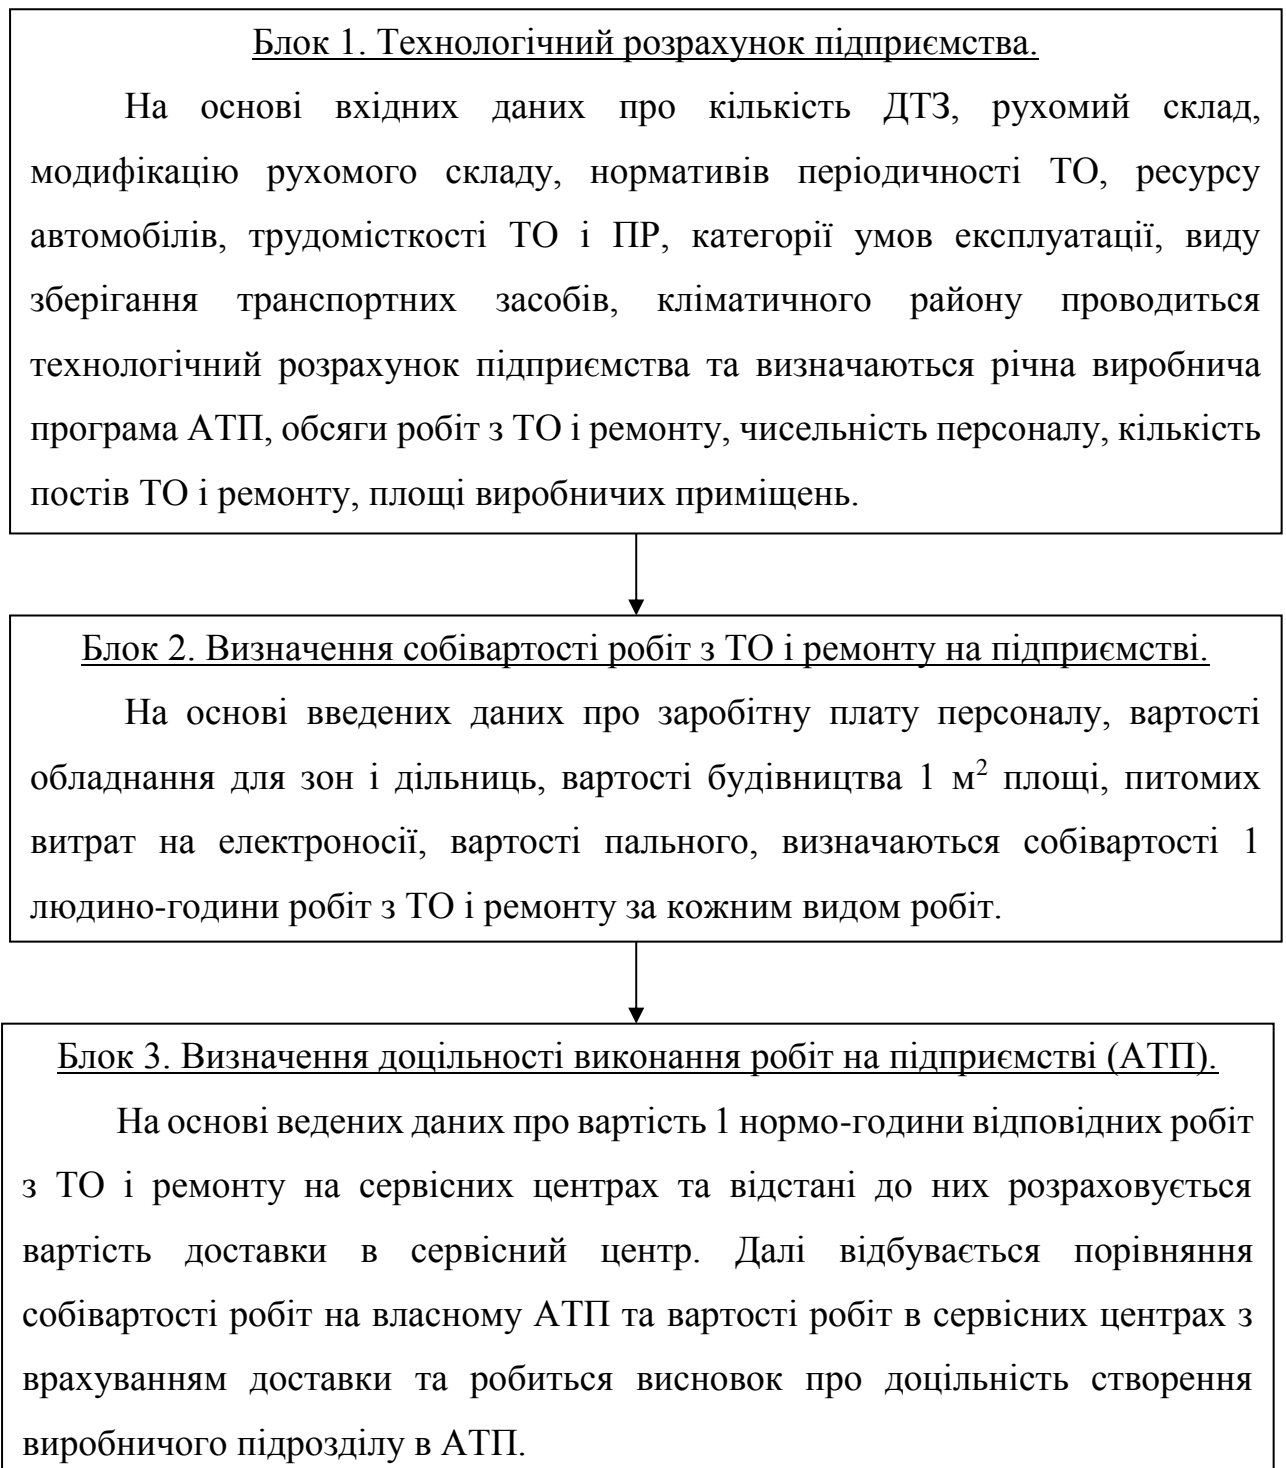 Блок 1. Технологічний розрахунок підприємства.
На основі вхідних даних про кількість ДТЗ, рухомий склад,
модифікацію рухомого складу, нормативів періодичності ТО, ресурсу
автомобілів, трудомісткості ТО і ПР, категорії умов експлуатації, виду
зберігання транспортних засобів, кліматичного району проводиться
технологічний розрахунок підприємства та визначаються річна виробнича
програма АТП, обсяги робіт з ТО і ремонту, чисельність персоналу, кількість
постів ТО і ремонту, площі виробничих приміщень.
Блок 2. Визначення собівартості робіт з ТО і ремонту на підприємстві.
На основі введених даних про заробітну плату персоналу, вартості
обладнання для зон і дільниць, вартості будівництва 1 м² площі, питомих
витрат на електроносії, вартості пального, визначаються собівартості 1
людино-години робіт з ТО і ремонту за кожним видом робіт.
Блок 3. Визначення доцільності виконання робіт на підприємстві (АТП).
На основі ведених даних про вартість 1 нормо-години відповідних робіт
з ТО і ремонту на сервісних центрах та відстані до них розраховується
вартість доставки в сервісний центр. Далі відбувається порівняння
собівартості робіт на власному АТП та вартості робіт в сервісних центрах з
врахуванням доставки та робиться висновок про доцільність створення
виробничого підрозділу в АТП.